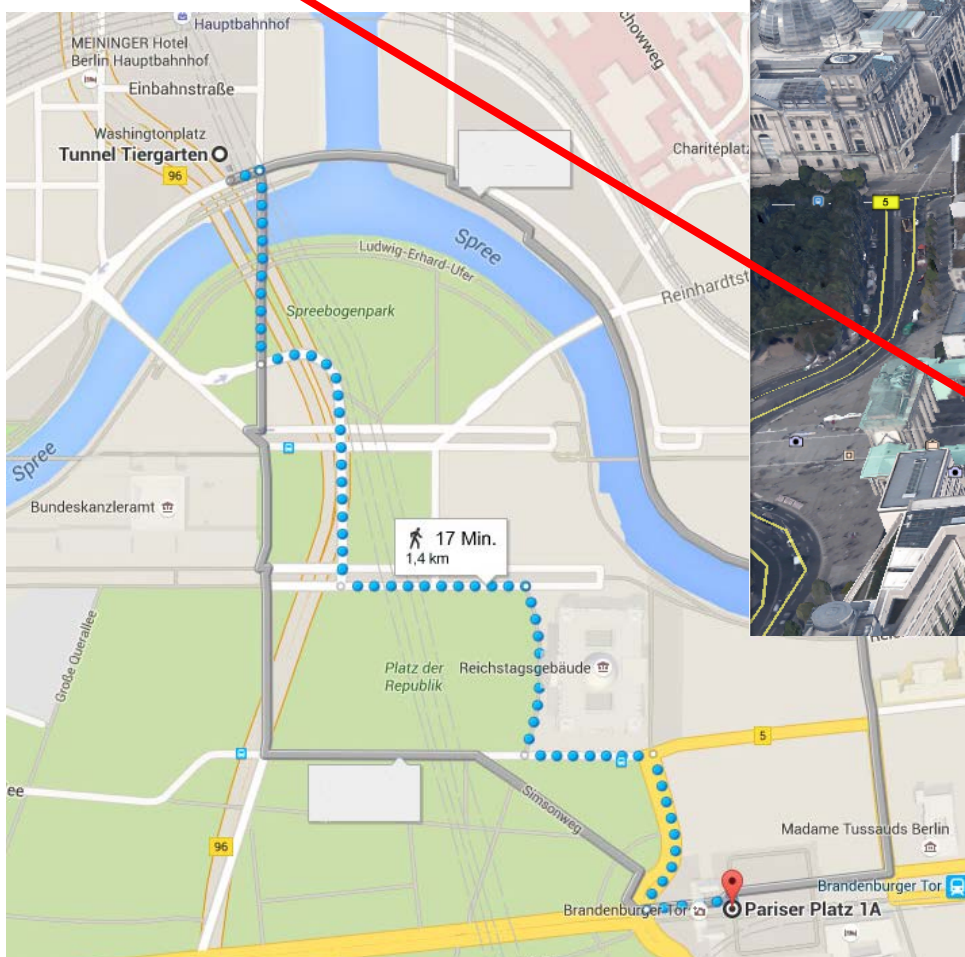 Hauptbahnhof
MEININGER Hotel
Berlin Hauptbahnhof
Einbahnstraße
Washingtonplatz
Tunnel Tiergarten
96
chowweg
Charitéplatz
Spree
Ludwig-Erhard-Ufer
Reinhardtst
Spreebogenpark
5
Spree
Bundeskanzleramt
17 Min.
1,4 km
Große Querallee
Platz der
Republik
Reichstagsgebäude
5
ee
Simsonweg
96
Madame Tussauds Berlin
Brandenburger Tor
Brandenburger Tor
Pariser Platz 1A